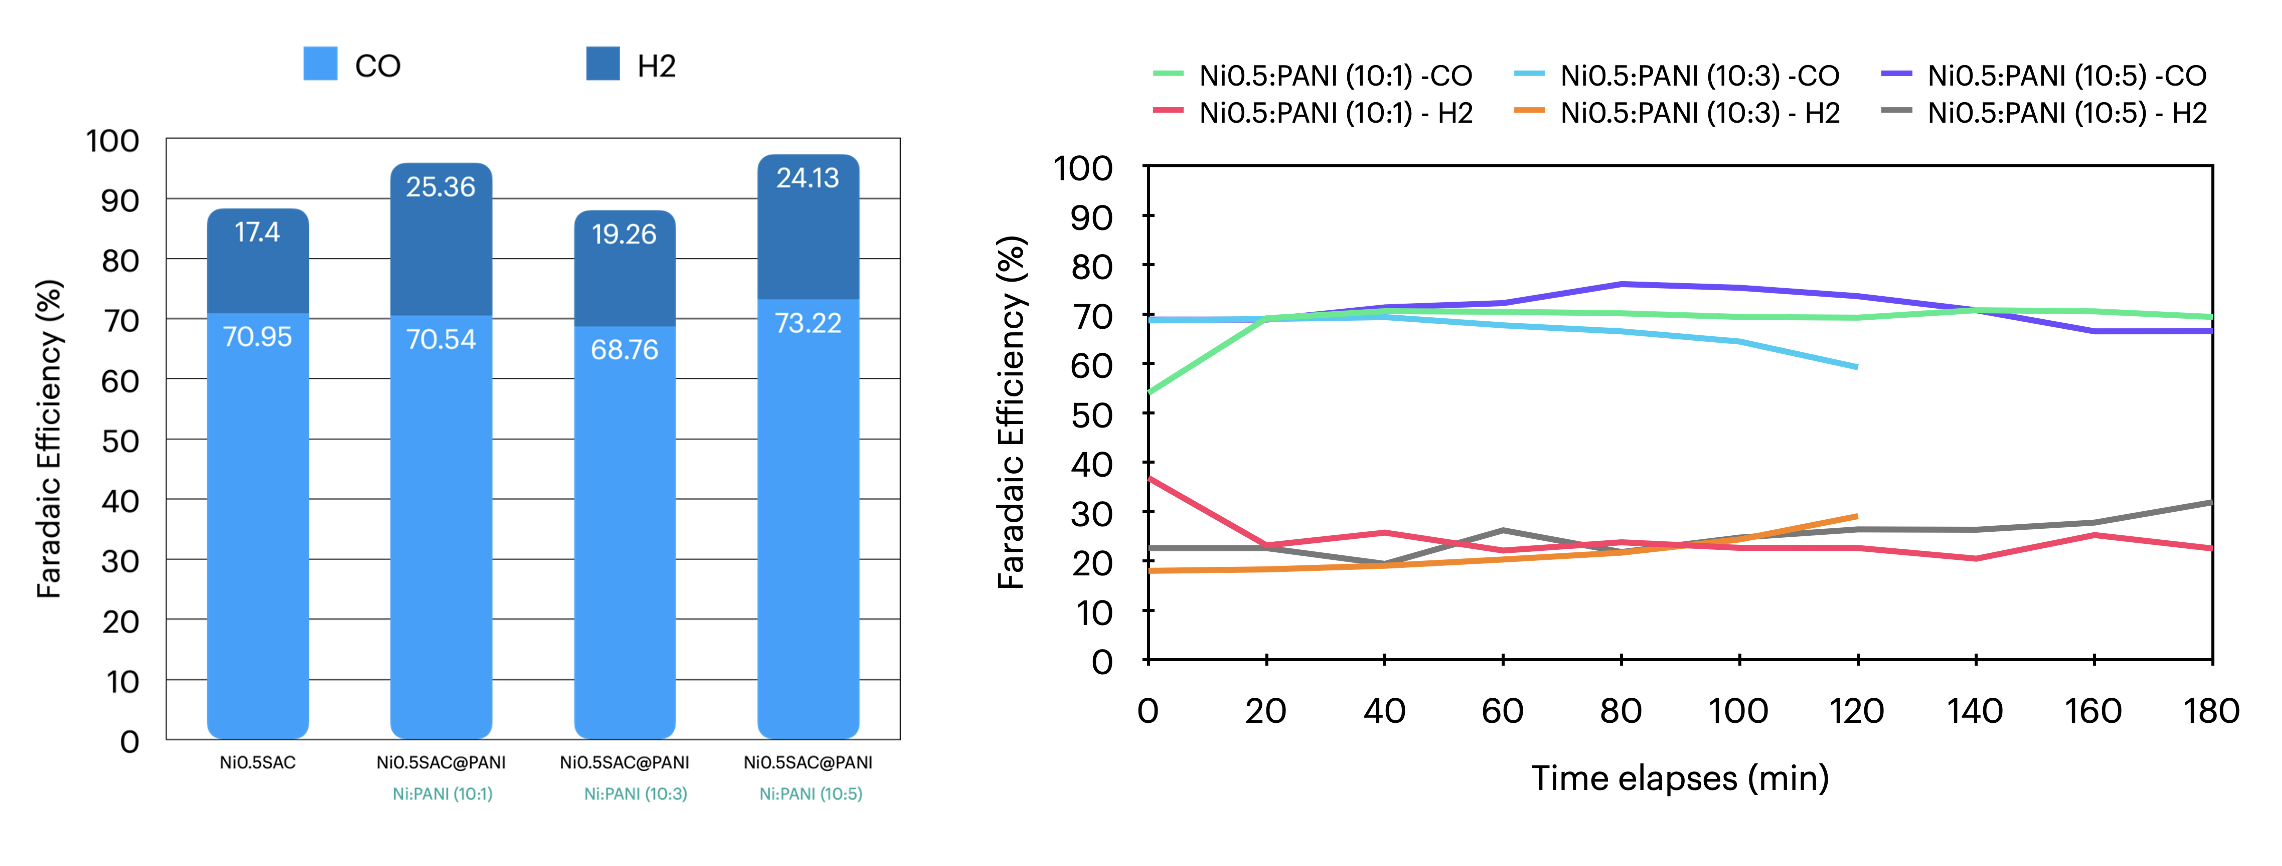 CO H2
100
90
80
70
60
50
40
30
20
10
0
Faradaic Efficiency (%)
17.4
70.95
25.36
70.54
19.26
68.76
24.13
73.22
Ni0.5SAC
Ni0.5SAC@PANI
Ni:PANI (10:1)
Ni0.5SAC@PANI
Ni:PANI (10:3)
Ni0.5SAC@PANI
Ni:PANI (10:5)
Ni0.5:PANI (10:1) -CO Ni0.5:PANI (10:3) -CO Ni0.5:PANI (10:5) -CO
Ni0.5:PANI (10:1) - H2 Ni0.5:PANI (10:3) - H2 Ni0.5:PANI (10:5) - H2
100
90
80
70
60
50
40
30
20
10
0
Faradaic Efficiency (%)
0 20 40 60 80 100 120 140 160 180
Time elapses (min)